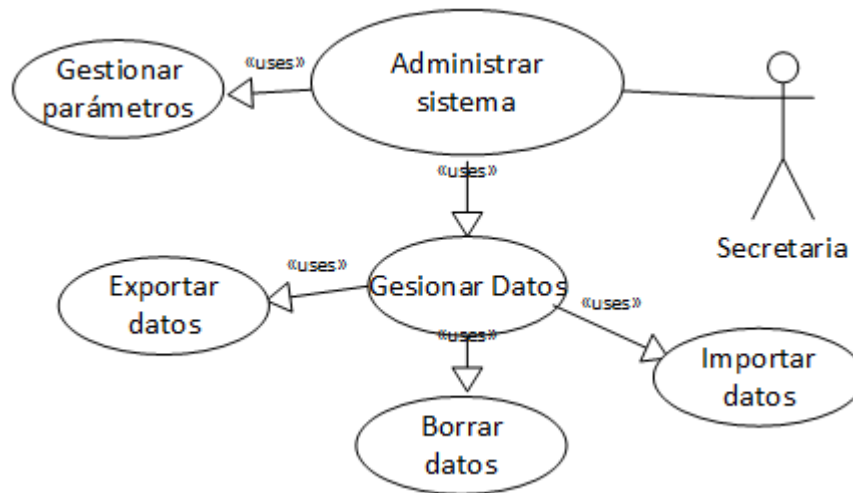 «uses»
Gestionar
parámetros
Administrar
sistema
«uses»
Secretaria
«uses»
Exportar
datos
Gesionar Datos
«uses»
«uses»
Importar
datos
Borrar
datos